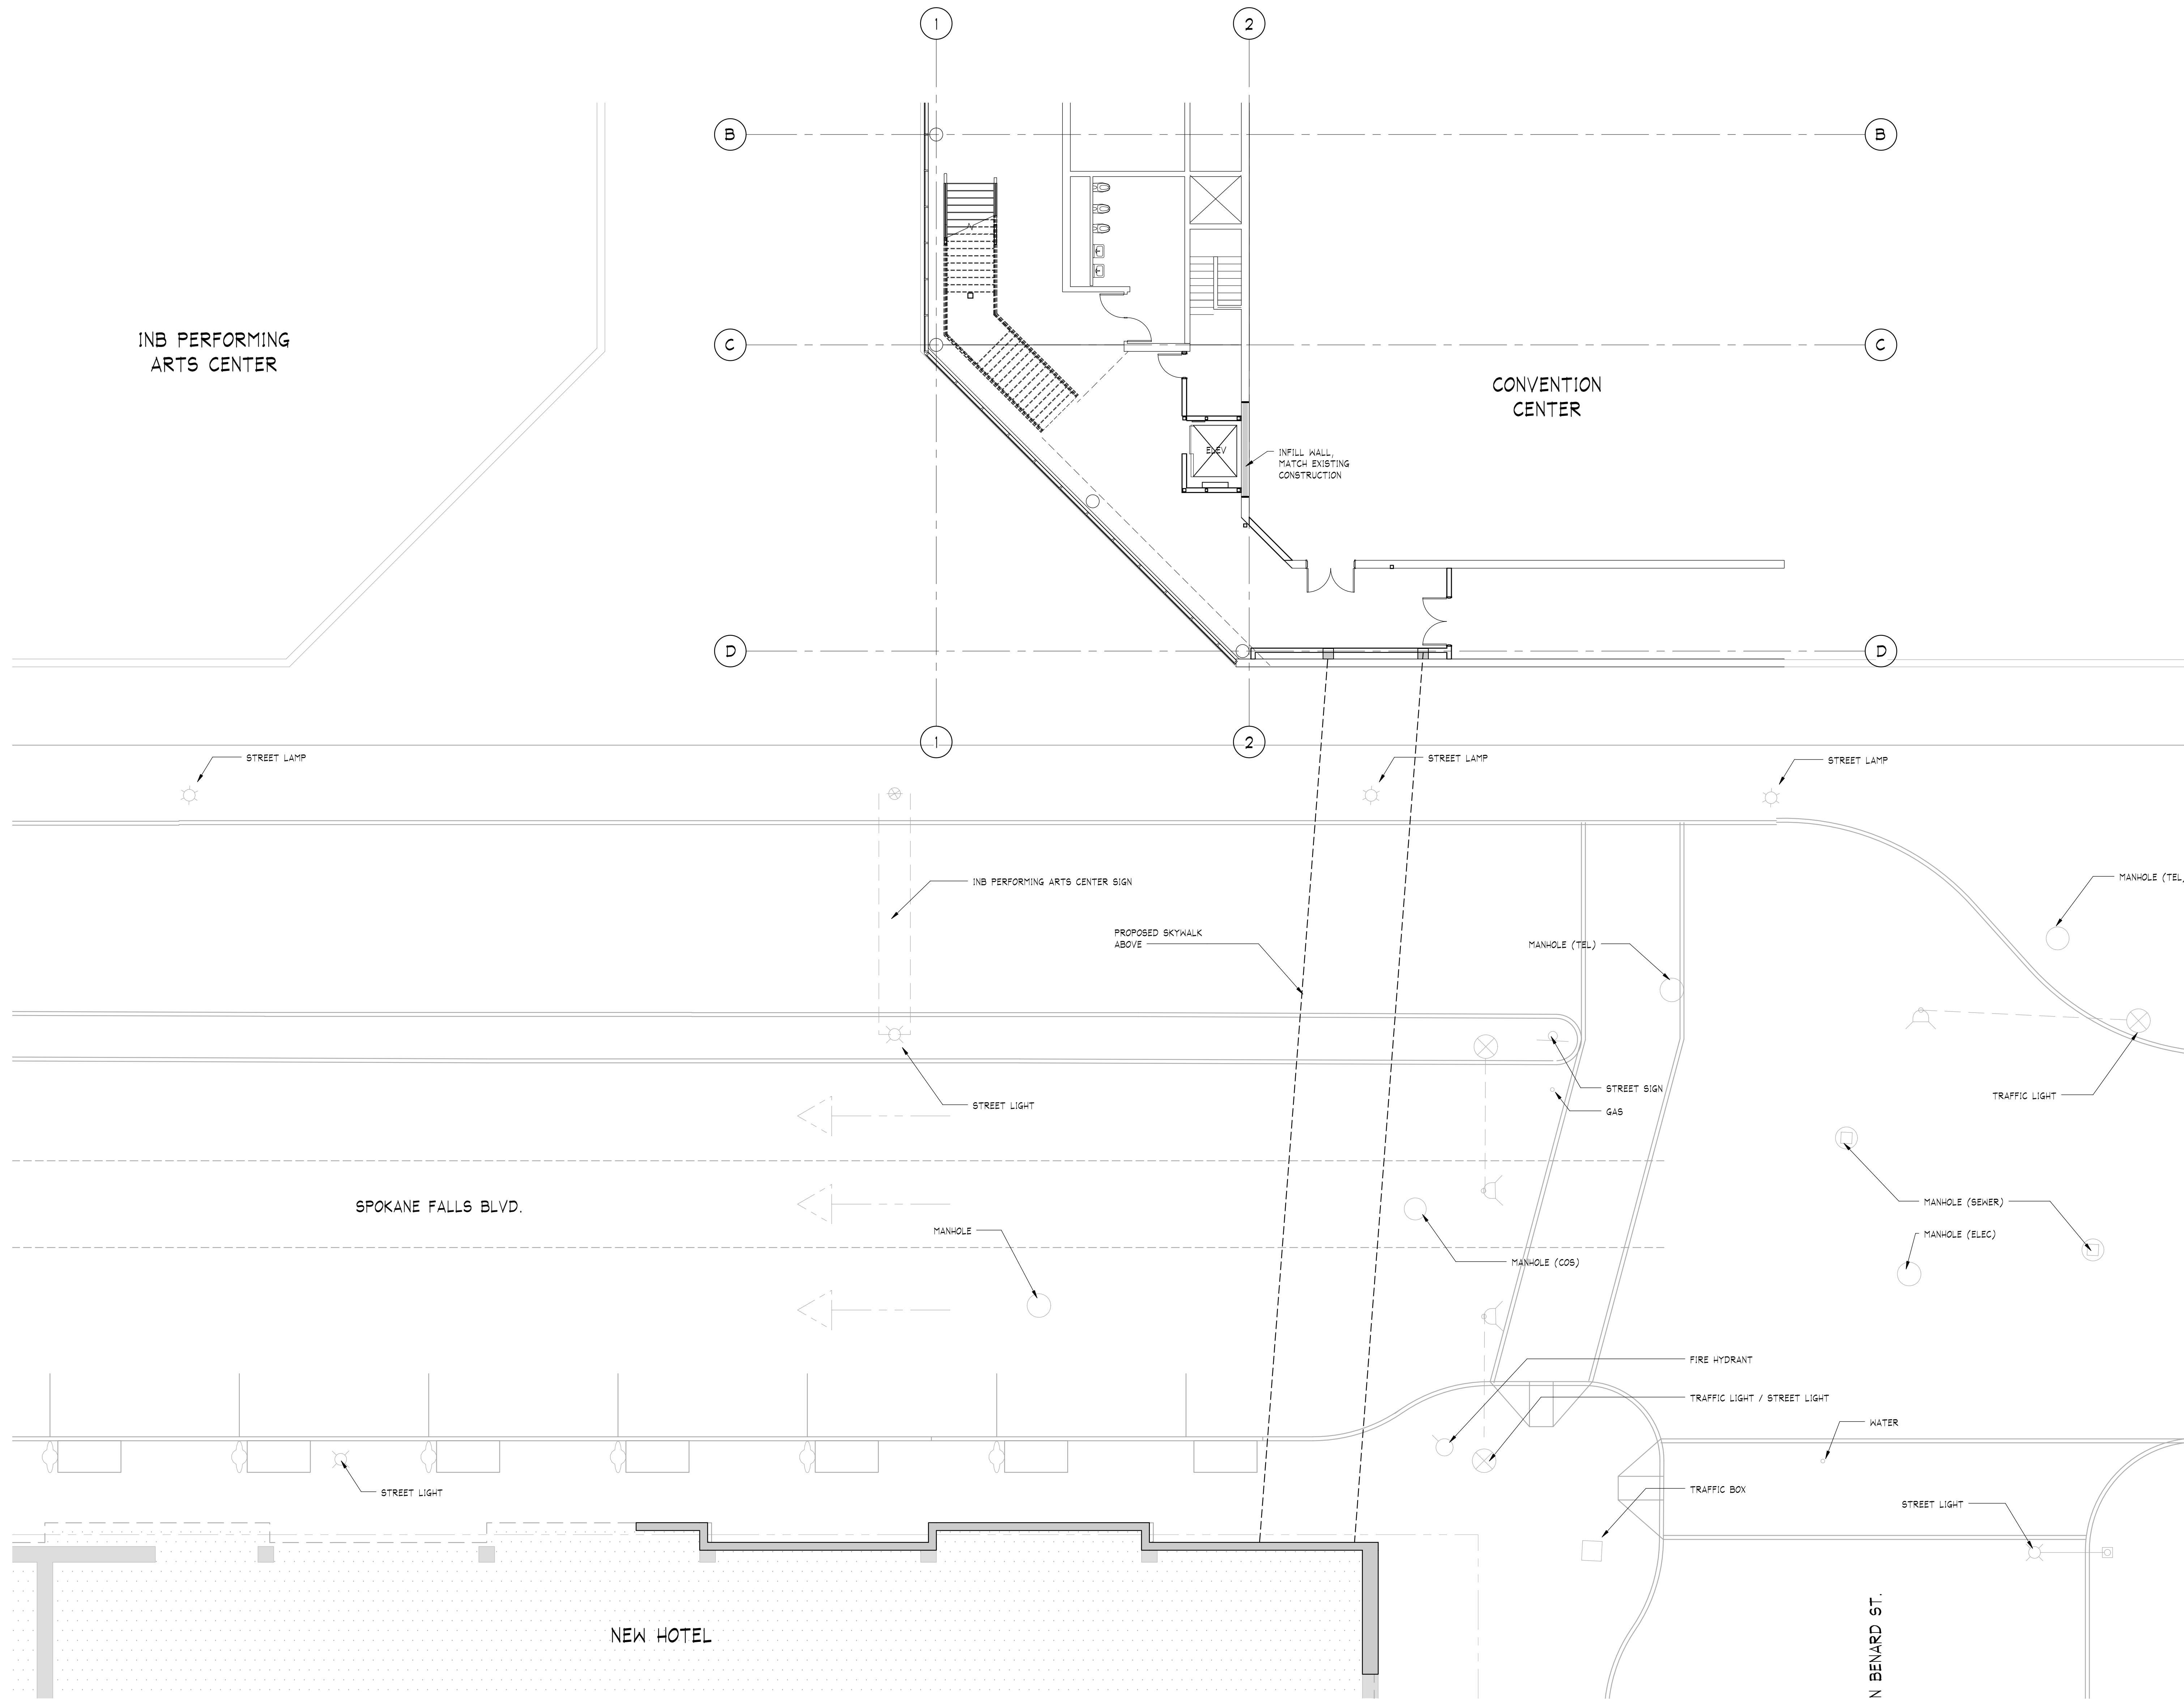 1
2
B
B
INB PERFORMING
ARTS CENTER
C
C
CONVENTION
CENTER
ELEV
INFILL WALL,
MATCH EXISTING
CONSTRUCTION
D
D
1
2
STREET LAMP
STREET LAMP
STREET LAMP
INB PERFORMING ARTS CENTER SIGN
MANHOLE (TEL)
PROPOSED SKYWALK
ABOVE
MANHOLE (TEL)
STREET SIGN
TRAFFIC LIGHT
STREET LIGHT
GAS
SPOKANE FALLS BLVD.
MANHOLE (SEWER)
MANHOLE
MANHOLE (ELEC)
MANHOLE (COS)
FIRE HYDRANT
TRAFFIC LIGHT / STREET LIGHT
WATER
STREET LIGHT
TRAFFIC BOX
STREET LIGHT
NEW HOTEL
N BENARD ST.